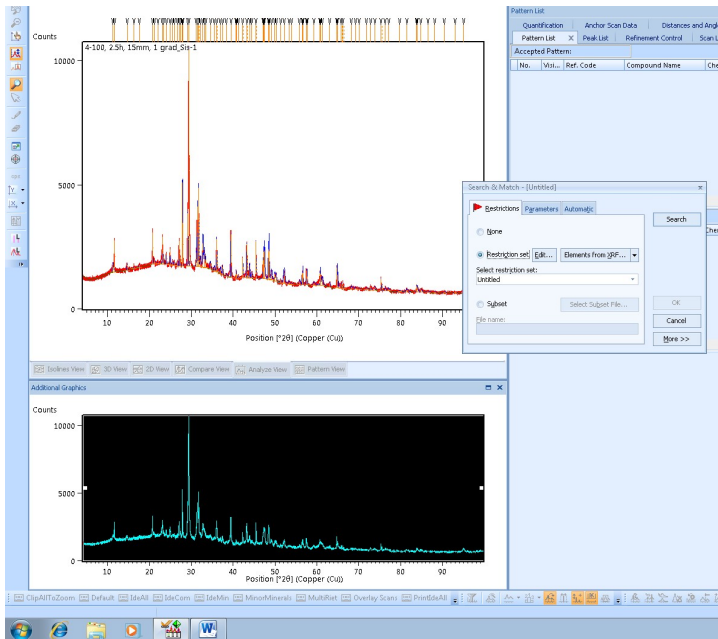 Pattern List
Quantification Anchor Scan Data Distances and Angl
Pattern List X Peak List Refinement Control Scan L
Accepted Pattern:
No. Visi... Ref. Code Compound Name Che
Counts
4-100, 2.5h, 15mm, 1 grad_Sis-1
10000
5000
0
10 20 30 40 50 60 70 80 90
Position [°2θ] (Copper (Cu))
Search & Match - [Untitled]
Restrictions Parameters Automatic
Search
None
Restriction set Edit... Elements from XRF...
Select restriction set:
Untitled
Subset Select Subset File...
File name:
OK
Cancel
More >>
Cher
Isolines View 3D View 2D View Compare View Analyze View Pattern View
Additional Graphics
Counts
10000
5000
0
10 20 30 40 50 60 70 80 90
Position [°2θ] (Copper (Cu))
ClipAllToZoom Default IdeAll IdeCom IdeMin MinorMinerals MultiRiet Overlay Scans PrintIdeAll